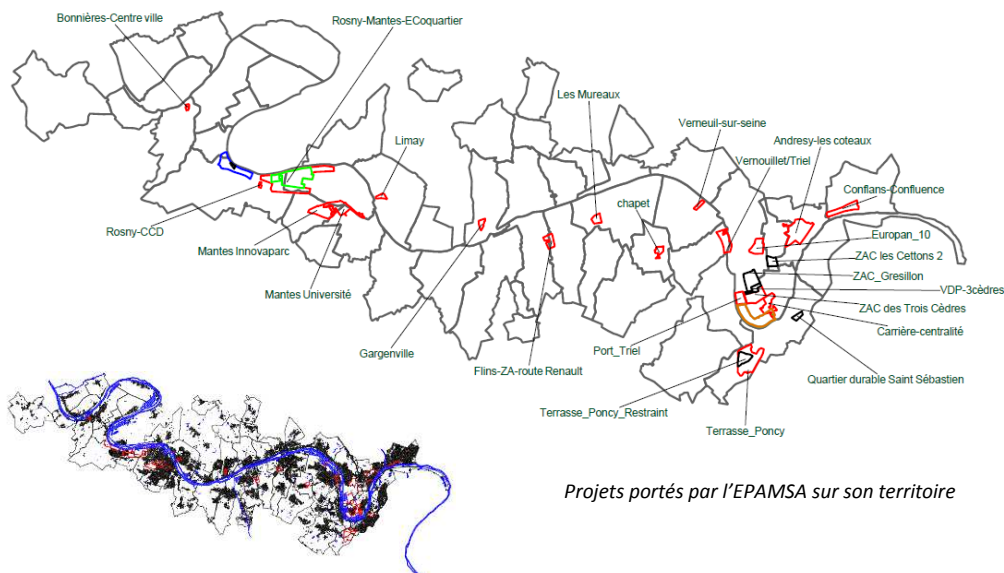 Bonnières-Centre ville
Rosny-Mantes-ECoquartier
Les Mureaux
Limay
Verneuil-sur-seine
Andresy-les coteaux
Vernouillet/Triel
Conflans-Confluence
chapet
Rosny-CCD
Mantes Innovaparc
Europan_10
ZAC les Cettons 2
ZAC_Gresillon
VDP-3cèdres
Mantes Université
ZAC des Trois Cèdres
Carrière-centralité
Gargenville
Port_Triel
Flins-ZA-route Renault
Quartier durable Saint Sébastien
Terrasse_Poncy_Restraint
Terrasse_Poncy
Projets portés par l'EPAMSA sur son territoire